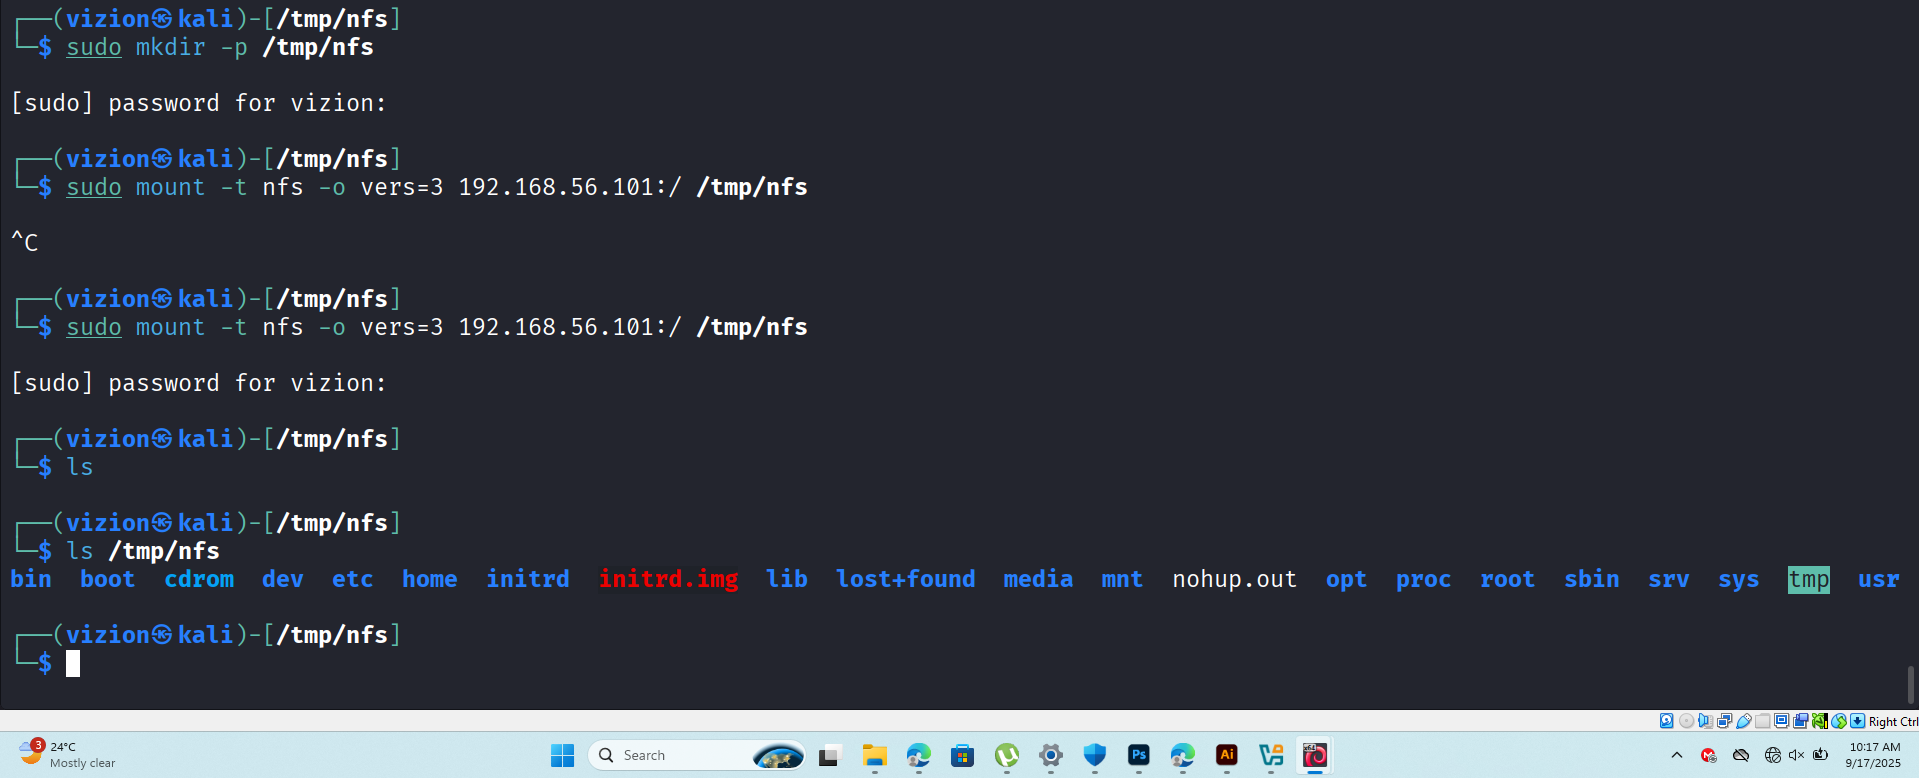 ┌──(vizion㉿kali)-[/tmp/nfs]
└─$ sudo mkdir -p /tmp/nfs
[sudo] password for vizion:
┌──(vizion㉿kali)-[/tmp/nfs]
└─$ sudo mount -t nfs -o vers=3 192.168.56.101:/ /tmp/nfs
^C
┌──(vizion㉿kali)-[/tmp/nfs]
└─$ sudo mount -t nfs -o vers=3 192.168.56.101:/ /tmp/nfs
[sudo] password for vizion:
┌──(vizion㉿kali)-[/tmp/nfs]
└─$ ls
┌──(vizion㉿kali)-[/tmp/nfs]
└─$ ls /tmp/nfs
bin boot cdrom dev etc home initrd initrd.img lib lost+found media mnt nohup.out opt proc root sbin srv sys tmp usr
┌──(vizion㉿kali)-[/tmp/nfs]
└─$
Right Ctrl
3
24°C
Mostly clear
Search
Ps
Ai
x64
10:17 AM
9/17/2025